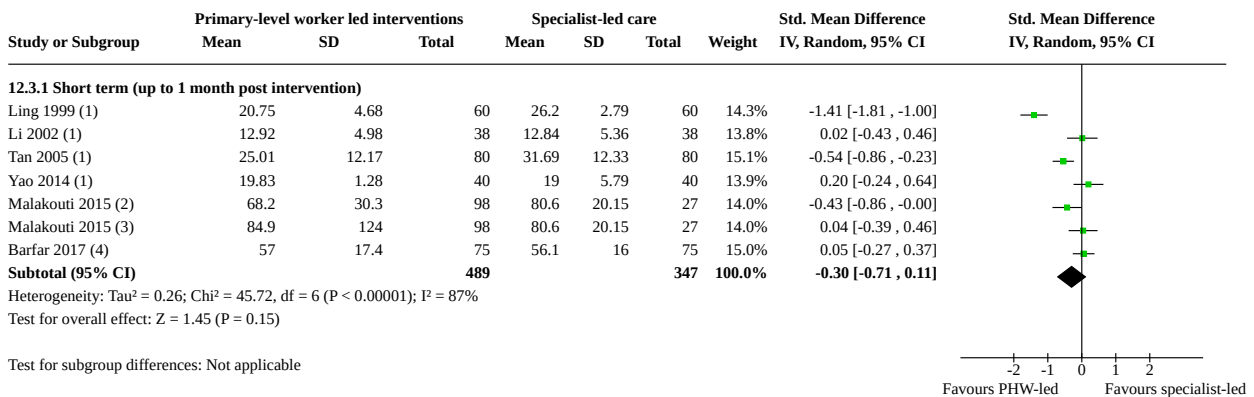 Primary-level worker led interventions Specialist-led care Std. Mean Difference Std. Mean Difference
Study or Subgroup Mean SD Total Mean SD Total Weight IV, Random, 95% CI IV, Random, 95% CI
12.3.1 Short term (up to 1 month post intervention)
Ling 1999 (1) 20.75 4.68 60 26.2 2.79 60 14.3% -1.41 [-1.81 , -1.00]
Li 2002 (1) 12.92 4.98 38 12.84 5.36 38 13.8% 0.02 [-0.43 , 0.46]
Tan 2005 (1) 25.01 12.17 80 31.69 12.33 80 15.1% -0.54 [-0.86 , -0.23]
Yao 2014 (1) 19.83 1.28 40 19 5.79 40 13.9% 0.20 [-0.24 , 0.64]
Malakouti 2015 (2) 68.2 30.3 98 80.6 20.15 27 14.0% -0.43 [-0.86 , -0.00]
Malakouti 2015 (3) 84.9 124 98 80.6 20.15 27 14.0% 0.04 [-0.39 , 0.46]
Barfar 2017 (4) 57 17.4 75 56.1 16 75 15.0% 0.05 [-0.27 , 0.37]
Subtotal (95% CI) 489 347 100.0% -0.30 [-0.71 , 0.11]
Heterogeneity: Tau² = 0.26; Chi² = 45.72, df = 6 (P < 0.00001); I² = 87%
Test for overall effect: Z = 1.45 (P = 0.15)
Test for subgroup differences: Not applicable
-2 -1 0 1 2
Favours PHW-led Favours specialist-led